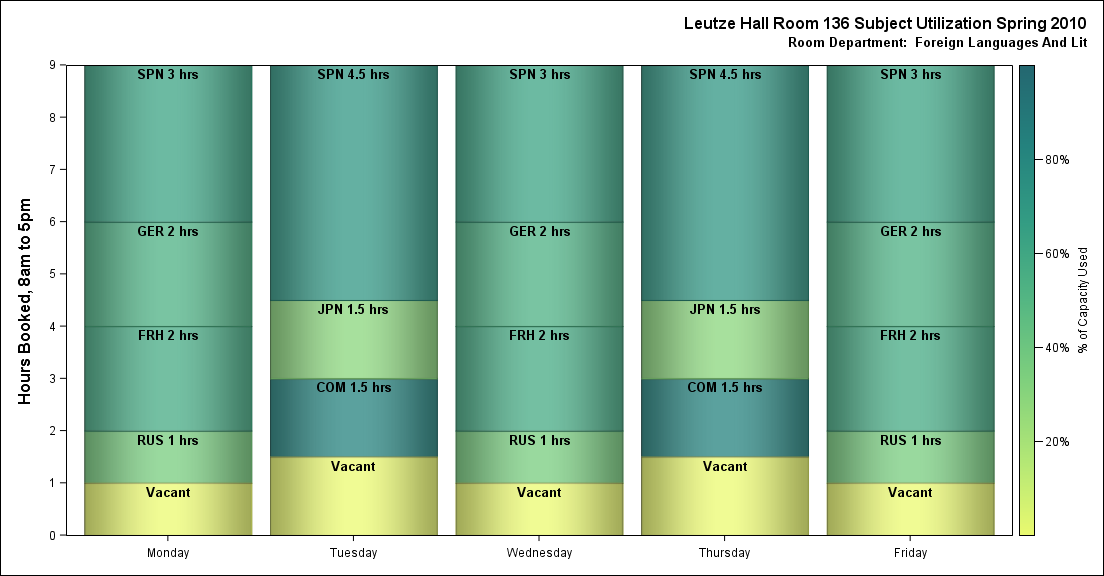 Leutze Hall Room 136 Subject Utilization Spring 2010
Room Department:  Foreign Languages And Lit
Hours Booked, 8am to 5pm
9
8
7
6
5
4
3
2
1
0
SPN 3 hrs
GER 2 hrs
FRH 2 hrs
RUS 1 hrs
Vacant
Monday
SPN 4.5 hrs
JPN 1.5 hrs
COM 1.5 hrs
Vacant
Tuesday
SPN 3 hrs
GER 2 hrs
FRH 2 hrs
RUS 1 hrs
Vacant
Wednesday
SPN 4.5 hrs
JPN 1.5 hrs
COM 1.5 hrs
Vacant
Thursday
SPN 3 hrs
GER 2 hrs
FRH 2 hrs
RUS 1 hrs
Vacant
Friday
80%
60%
40%
20%
% of Capacity Used